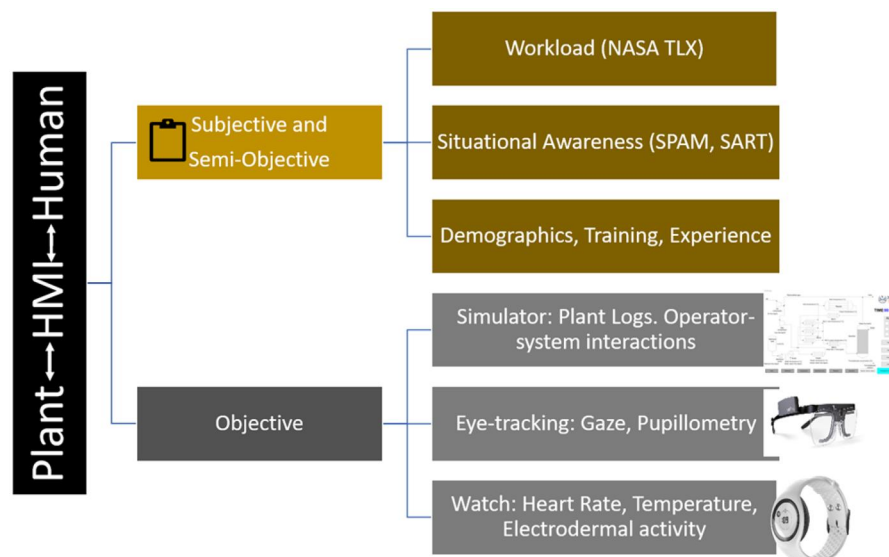 Plant↔HMI↔Human
Subjective and
Semi-Objective
Workload (NASA TLX)
Situational Awareness (SPAM, SART)
Demographics, Training, Experience
Objective
Simulator: Plant Logs. Operator-
system interactions
Eye-tracking: Gaze, Pupillometry
Watch: Heart Rate, Temperature,
Electrodermal activity